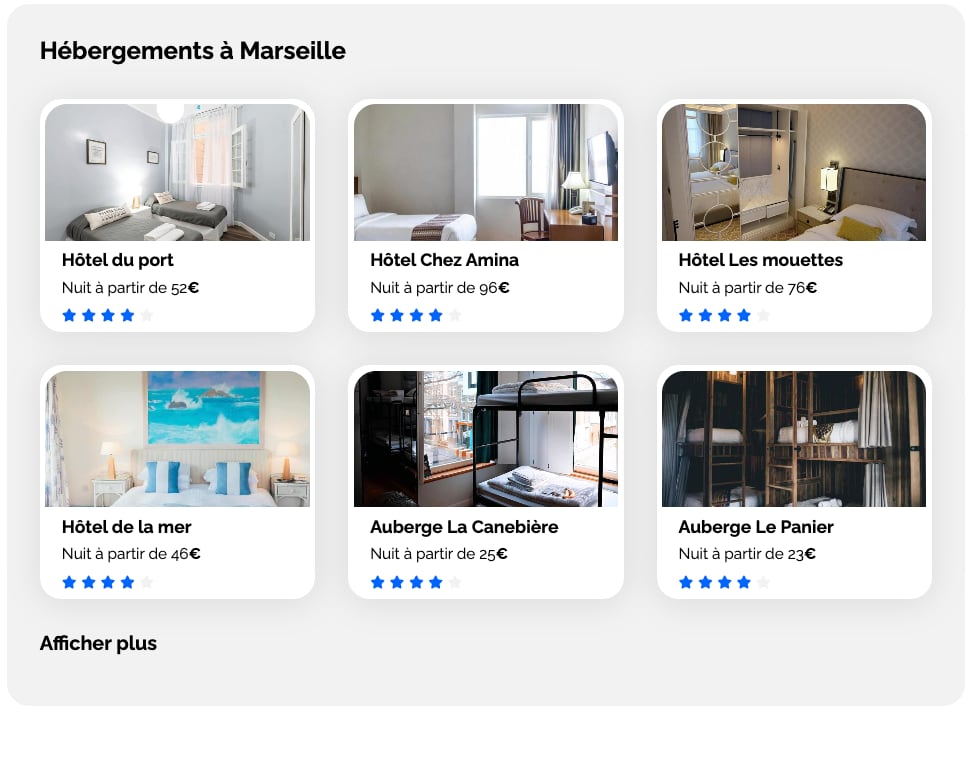 Hébergements à Marseille
Hôtel du port
Nuit à partir de 52€
Hôtel Chez Amina
Nuit à partir de 96€
Hôtel Les mouettes
Nuit à partir de 76€
Hôtel de la mer
Nuit à partir de 46€
Auberge La Canebière
Nuit à partir de 25€
Auberge Le Panier
Nuit à partir de 23€
Afficher plus